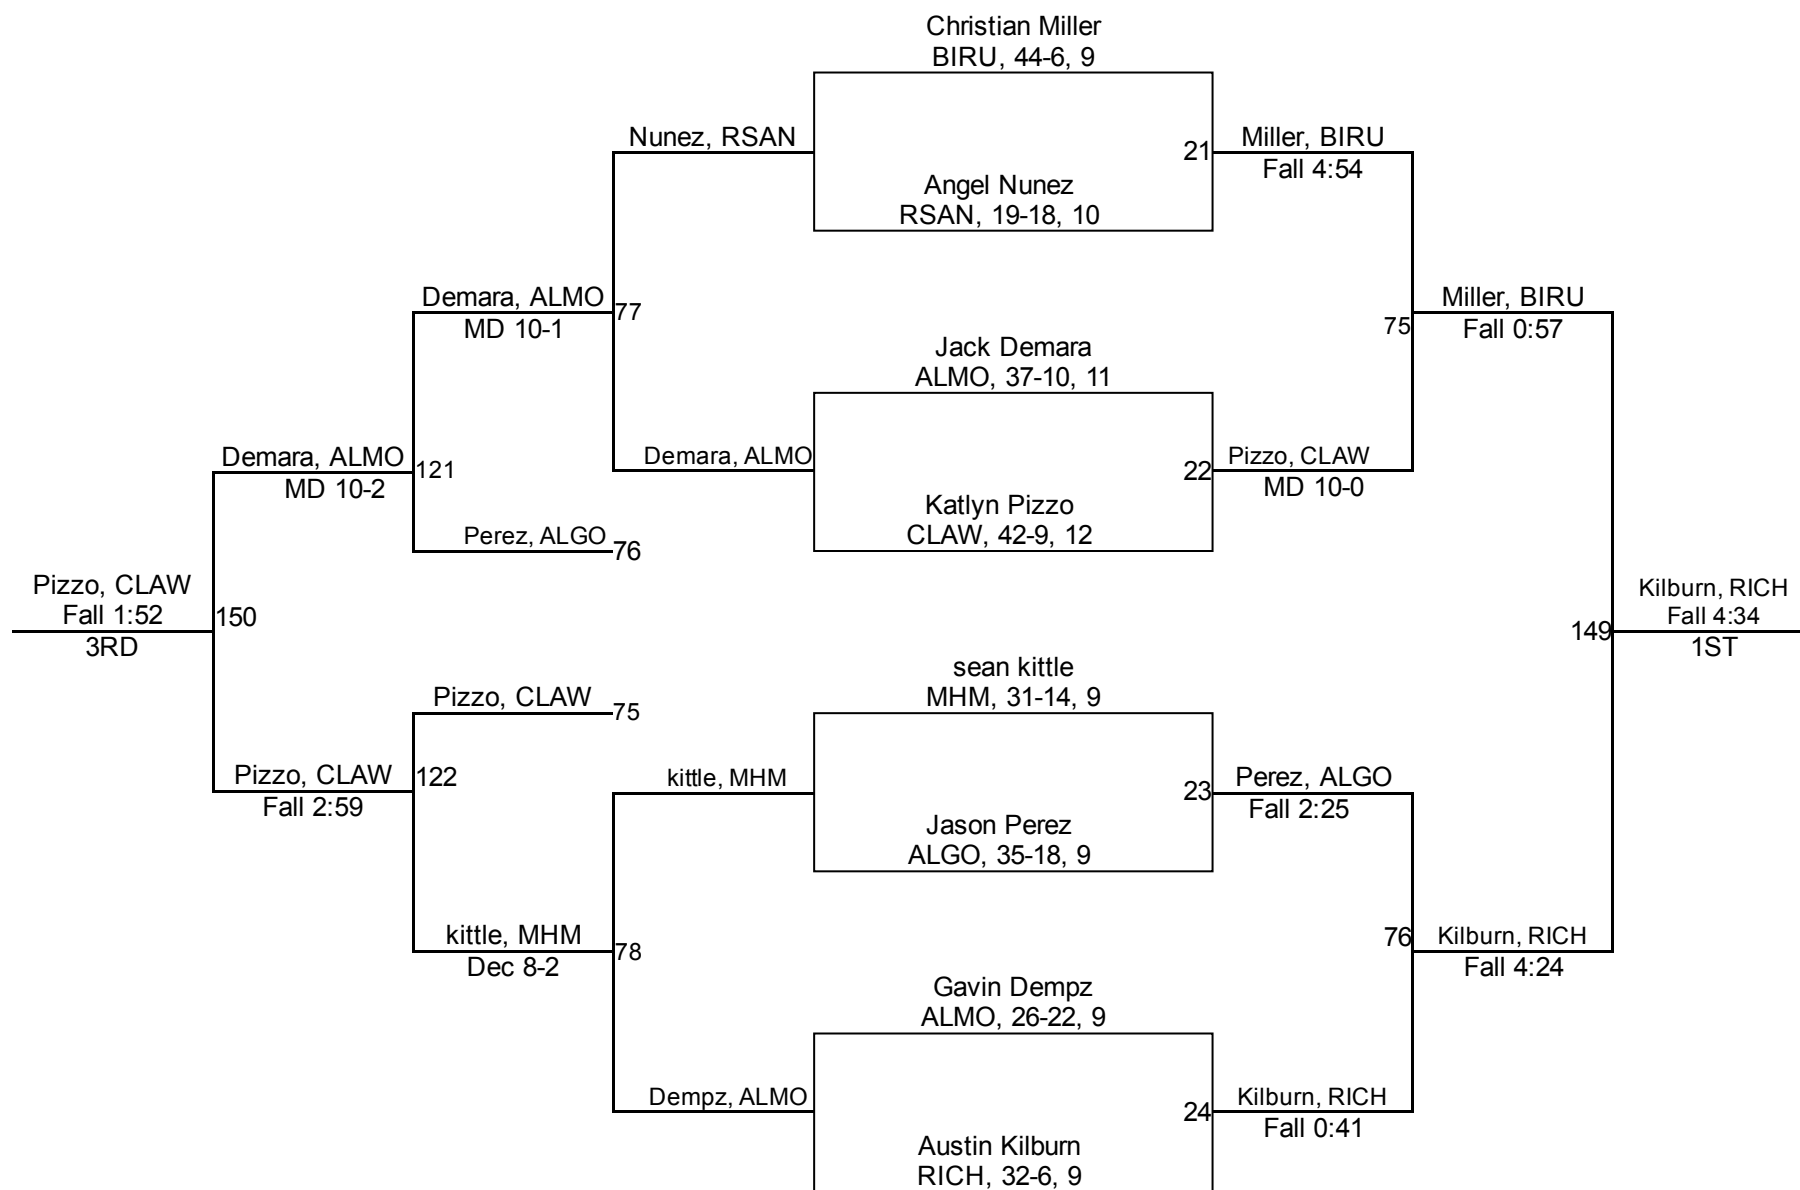 Christian Miller
BIRU, 44-6, 9
Nunez, RSAN
21
Miller, BIRU
Fall 4:54
Angel Nunez
RSAN, 19-18, 10
Demara, ALMO
MD 10-1
77
Miller, BIRU
Fall 0:57
75
Jack Demara
ALMO, 37-10, 11
Demara, ALMO
MD 10-2
121
Demara, ALMO
22
Pizzo, CLAW
MD 10-0
Katlyn Pizzo
CLAW, 42-9, 12
Perez, ALGO
76
Pizzo, CLAW
Fall 1:52
3RD
150
149
Kilburn, RICH
Fall 4:34
1ST
sean kittle
MHM, 31-14, 9
Pizzo, CLAW
75
Pizzo, CLAW
Fall 2:59
122
kittle, MHM
23
Perez, ALGO
Fall 2:25
Jason Perez
ALGO, 35-18, 9
kittle, MHM
Dec 8-2
78
76
Kilburn, RICH
Fall 4:24
Gavin Dempz
ALMO, 26-22, 9
Dempz, ALMO
24
Kilburn, RICH
Fall 0:41
Austin Kilburn
RICH, 32-6, 9